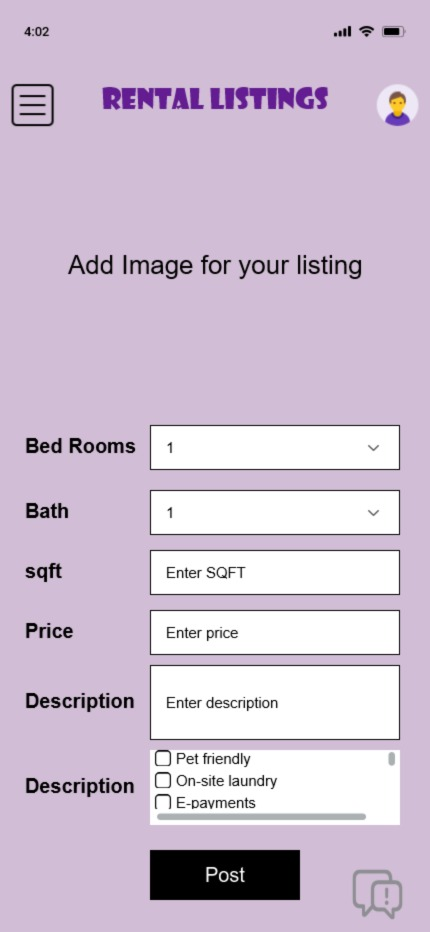 4:02
RENTAL LISTINGS
Add Image for your listing
Bed Rooms 1
Bath 1
sqft Enter SQFT
Price Enter price
Description Enter description
Description
Pet friendly
On-site laundry
E-payments
Post
!